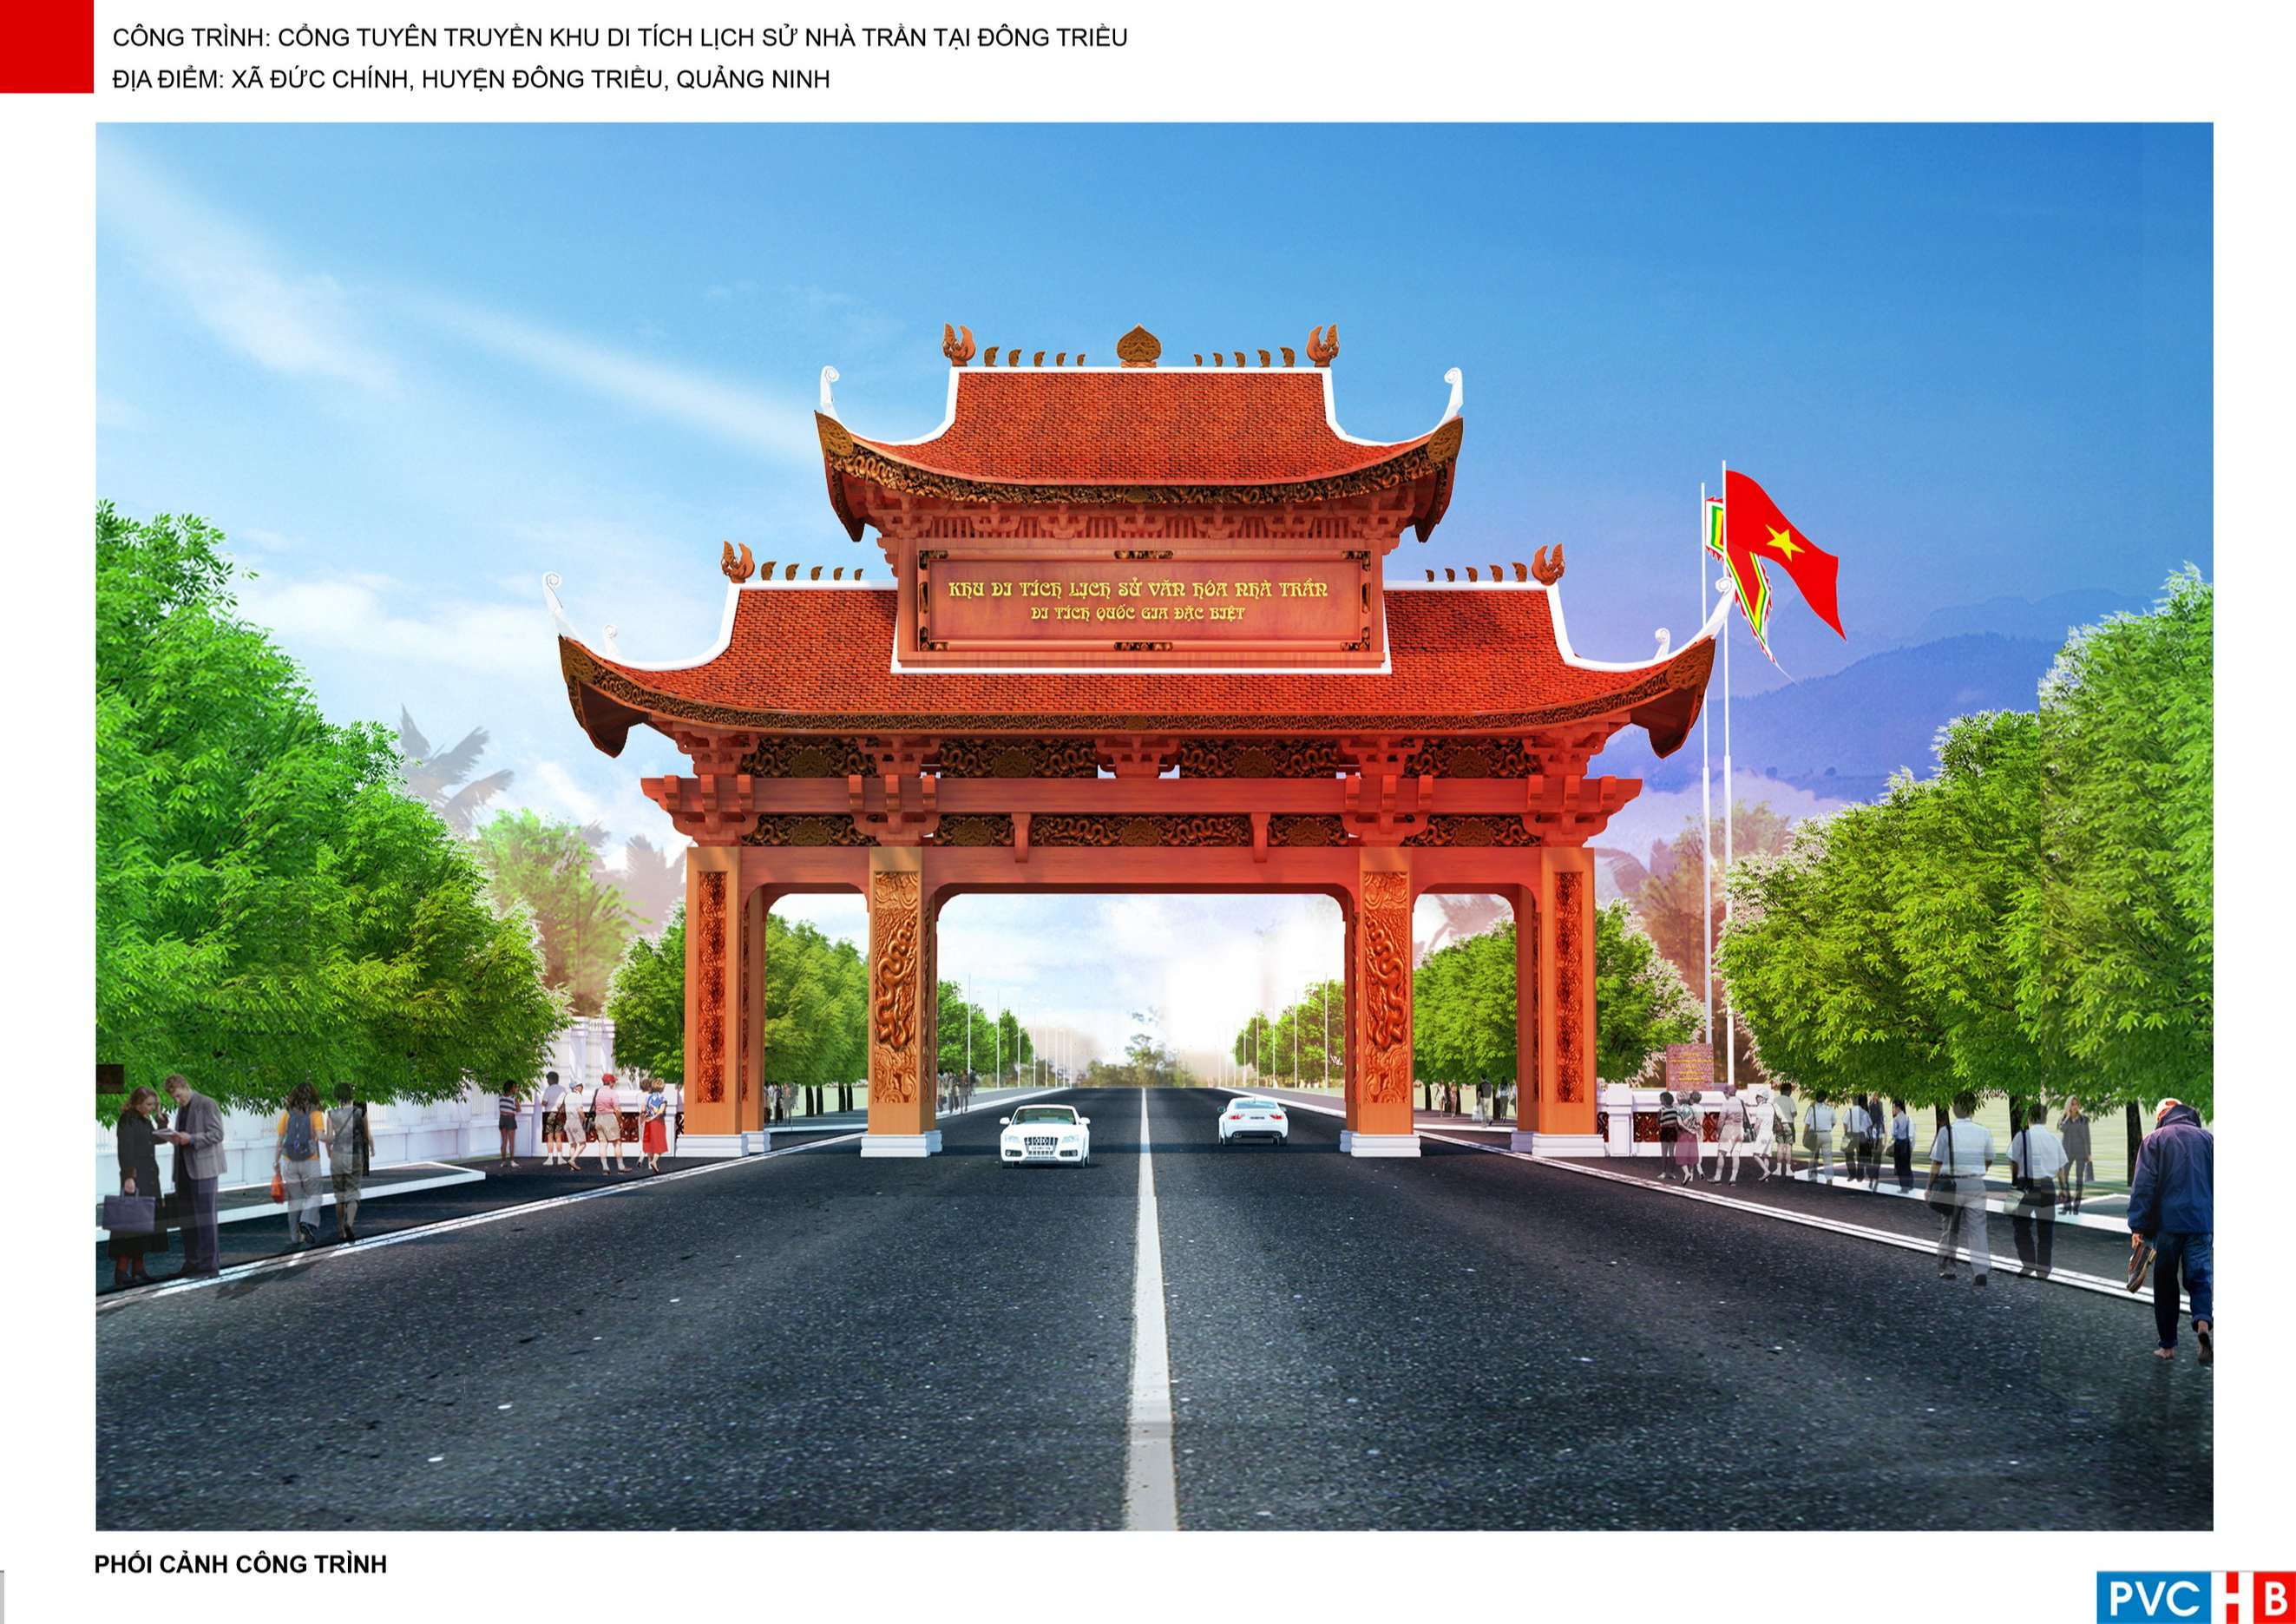 CÔNG TRÌNH: CỔNG TUYÊN TRUYỀN KHU DI TÍCH LỊCH SỬ NHÀ TRẦN TẠI ĐÔNG TRIỀU
ĐỊA ĐIỂM: XÃ ĐỨC CHÍNH, HUYỆN ĐÔNG TRIỀU, QUẢNG NINH
KHU DI TÍCH LỊCH SỬ VĂN HÓA NHÀ TRẦN
DI TÍCH QUỐC GIA ĐẶC BIỆT
PHỐI CẢNH CÔNG TRÌNH
PVC HB